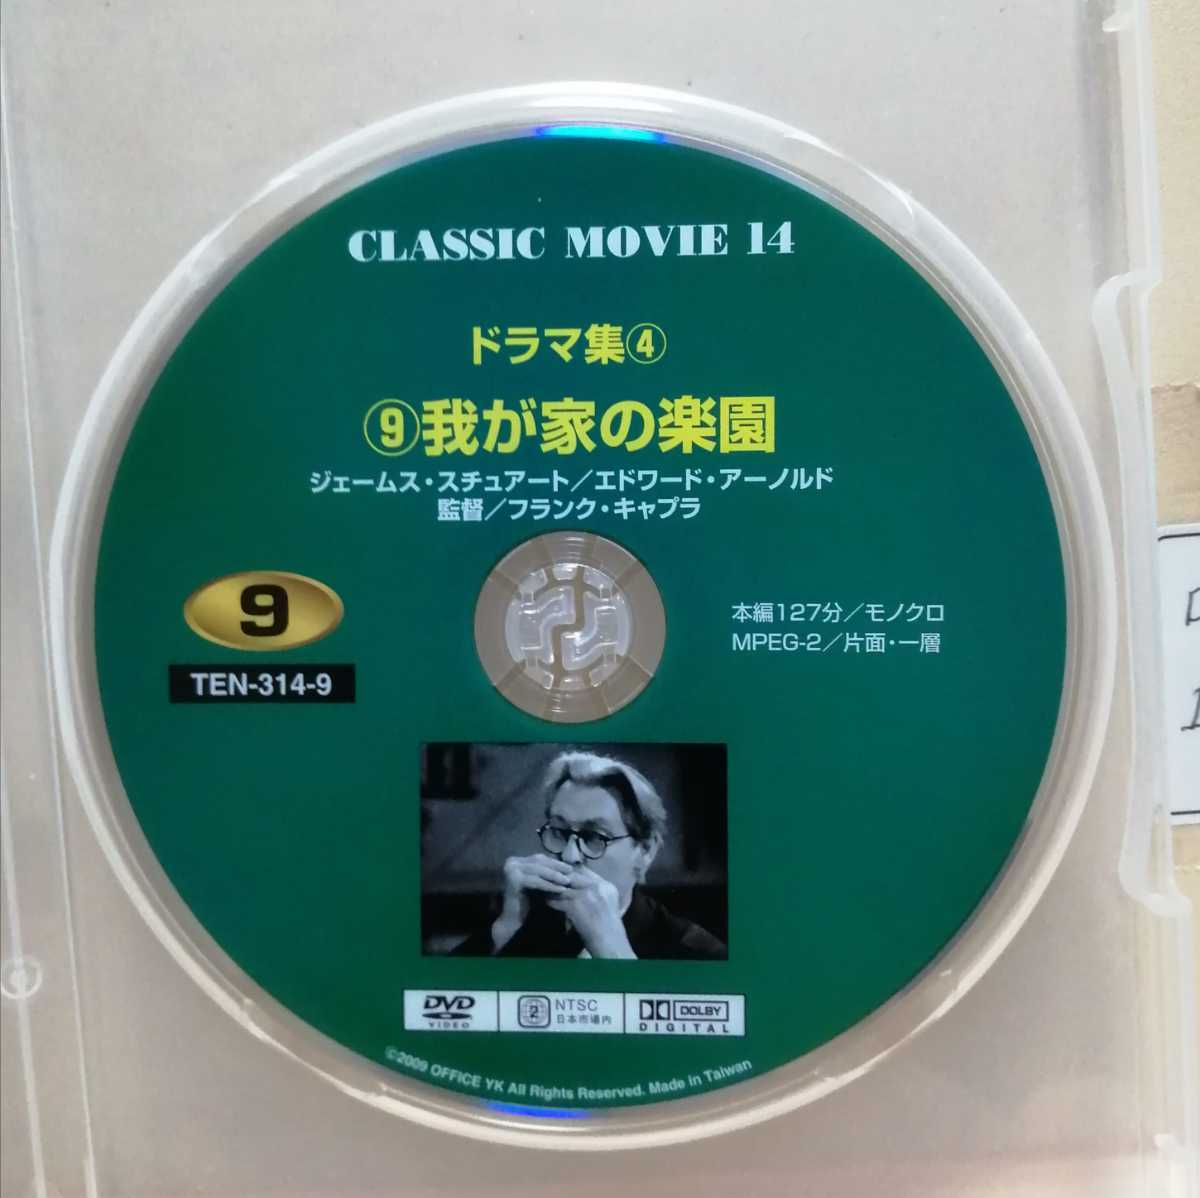 CLASSIC MOVIE 14
ドラマ集④
⑨我が家の楽園
ジェームス・スチュアート／エドワード・アーノルド
監督／フランク・キャプラ
9
TEN-314-9
本編127分／モノクロ
MPEG-2／片面・一層
DVD
VIDEO
2
NTSC
日本市場内
DOLBY
DIGITAL
©2009 OFFICE YK All Rights Reserved. Made in Taiwan